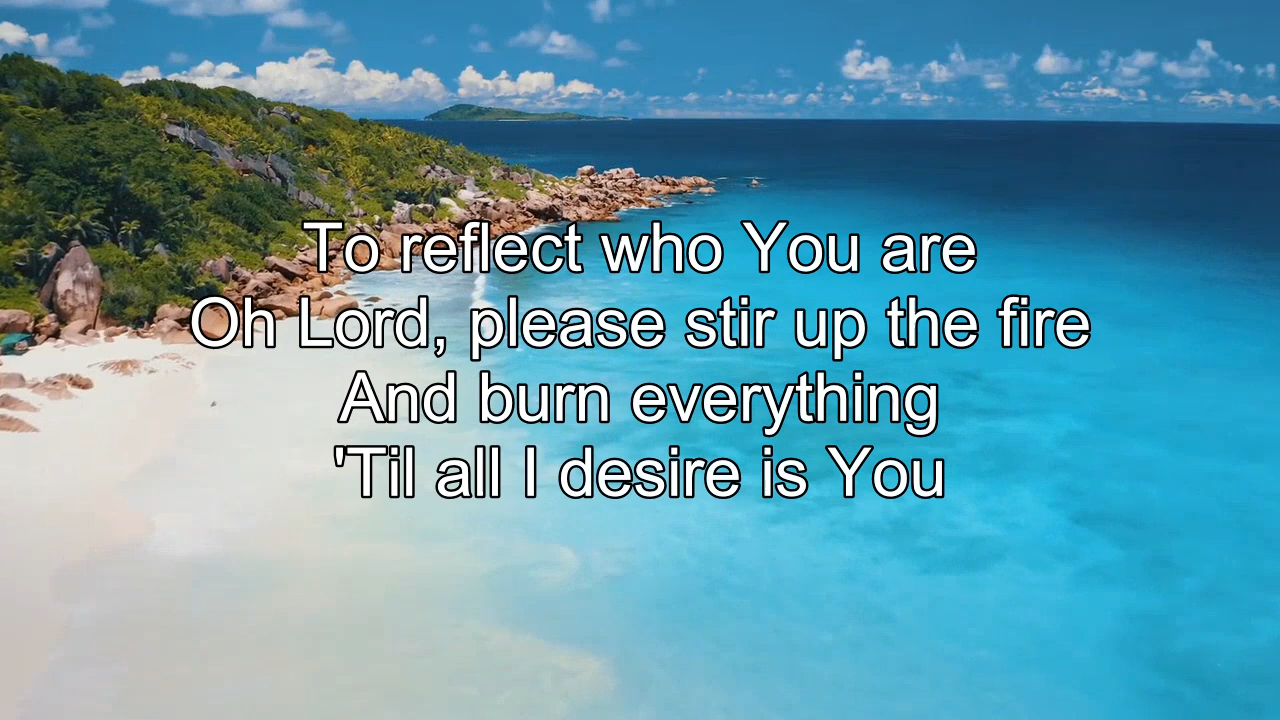 To reflect who You are
Oh Lord, please stir up the fire
And burn everything
'Til all I desire is You